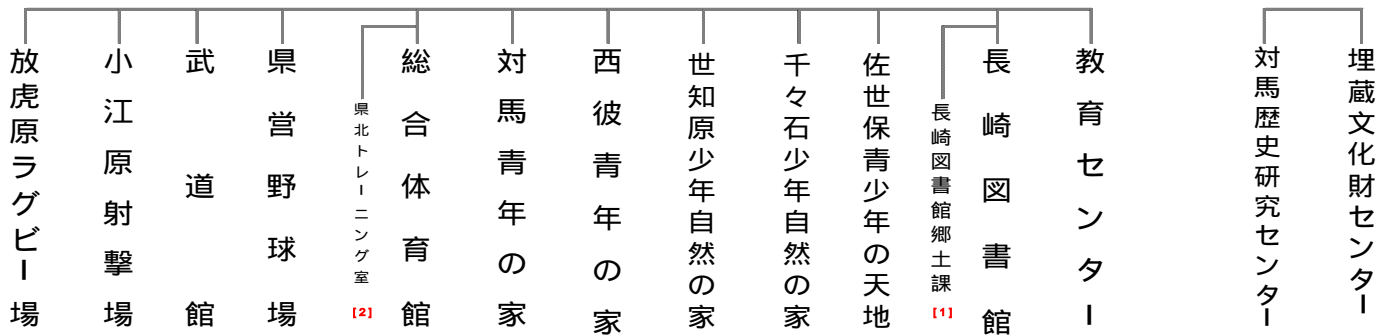 埋蔵文化財センター
対馬歴史研究センター
教育センター
長崎図書館
長崎図書館郷土課
[1]
佐世保青少年の天地
千々石少年自然の家
世知原少年自然の家
西彼青年の家
対馬青年の家
総合体育館
県北トレーニング室
[2]
県営野球場
武道館
小江原射撃場
放虎原ラグビー場